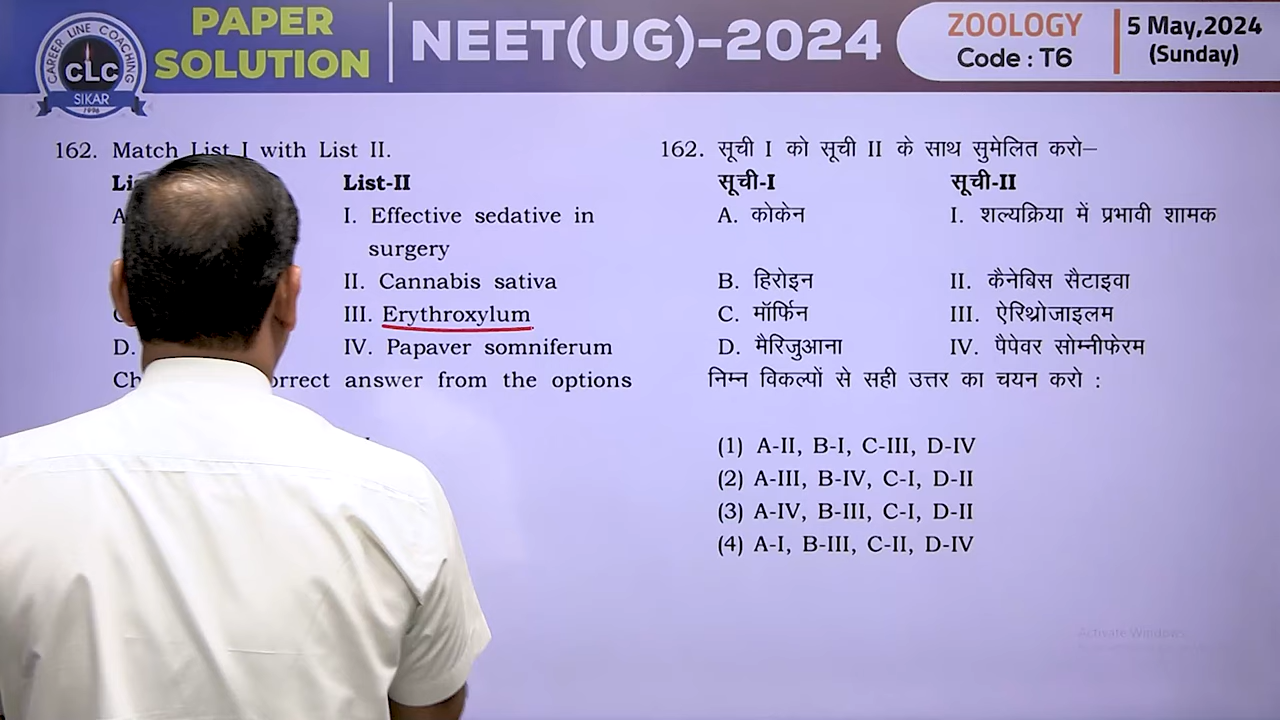 CAREER LINE COACHING
CLC
SIKAR
1996
PAPER
SOLUTION
NEET(UG)-2024
ZOOLOGY
Code : T6
5 May,2024
(Sunday)
162. Match List I with List II.
List-II
I. Effective sedative in
surgery
II. Cannabis sativa
III. Erythroxylum
D. IV. Papaver somniferum
answer from the options
162. सूची I को सूची II के साथ सुमेलित करो–
सूची-I सूची-II
A. कोकेन I. शल्यक्रिया में प्रभावी शामक
B. हिरोइन II. कैनेबिस सैटाइवा
C. मॉर्फिन III. ऐरिथ्रोजाइलम
D. मैरिजुआना IV. पैपेवर सोम्नीफेरम
निम्न विकल्पों से सही उत्तर का चयन करो :
(1) A-II, B-I, C-III, D-IV
(2) A-III, B-IV, C-I, D-II
(3) A-IV, B-III, C-I, D-II
(4) A-I, B-III, C-II, D-IV
Activate Windows